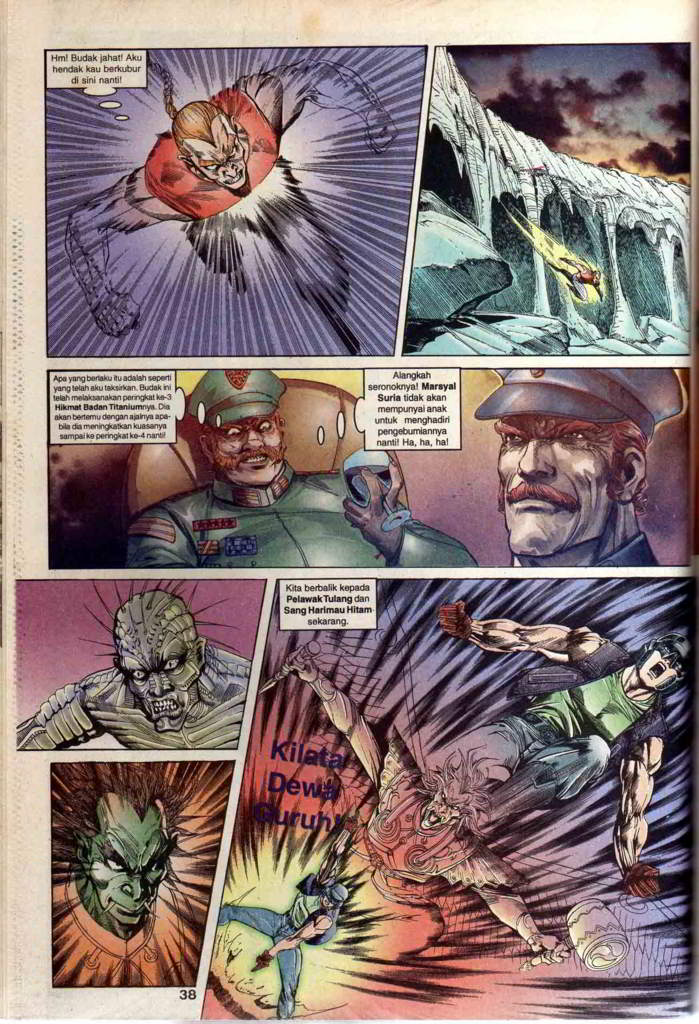 Hm! Budak jahat! Aku
hendak kau berkubur
di sini nanti!
Apa yang berlaku itu adalah seperti
yang telah aku taksirkan. Budak ini
telah melaksanakan peringkat ke-3
Hikmat Badan Titaniumnya. Dia
akan bertemu dengan ajalnya apa-
bila dia meningkatkan kuasanya
sampai ke peringkat ke-4 nanti!
Alangkah
seronoknya! Marsyal
Suria tidak akan
mempunyai anak
untuk menghadiri
pengebumiannya
nanti! Ha, ha, ha!
Kita berbalik kepada
Pelawak Tulang dan
Sang Harimau Hitam
sekarang.
Kilatan
Dewa
Guruh!
38